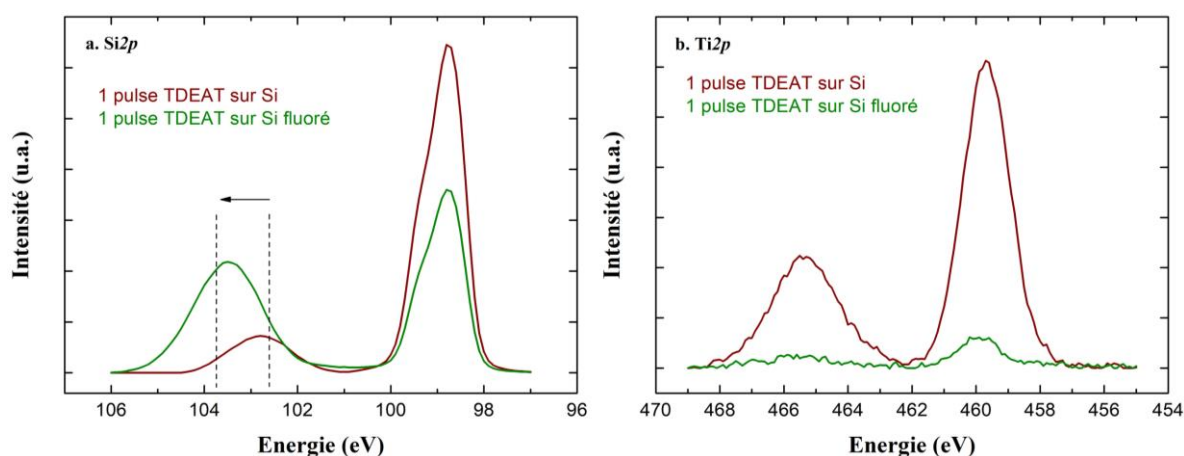 a. Si2p
1 pulse TDEAT sur Si
1 pulse TDEAT sur Si fluoré
Intensité (u.a.)
106 104 102 100 98 96
Energie (eV)
b. Ti2p
1 pulse TDEAT sur Si
1 pulse TDEAT sur Si fluoré
Intensité (u.a.)
470 468 466 464 462 460 458 456 454
Energie (eV)